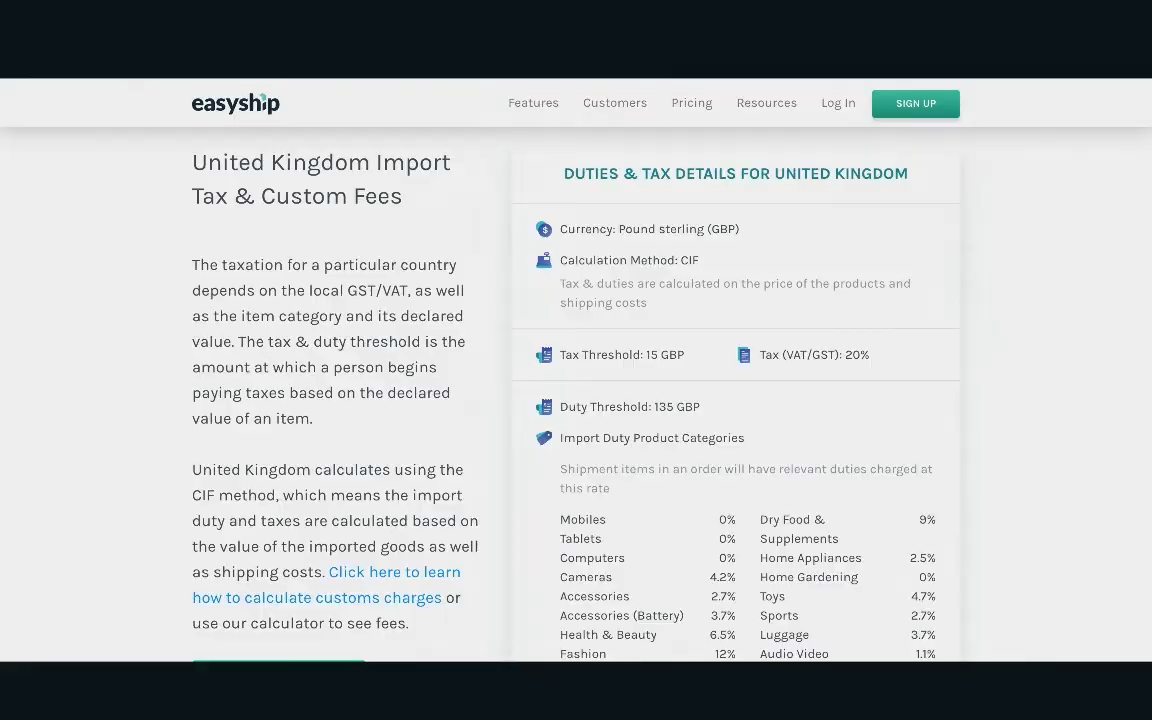 easyship
Features
Customers
Pricing
Resources
Log In
SIGN UP
United Kingdom Import
Tax & Custom Fees
The taxation for a particular country
depends on the local GST/VAT, as well
as the item category and its declared
value. The tax & duty threshold is the
amount at which a person begins
paying taxes based on the declared
value of an item.
United Kingdom calculates using the
CIF method, which means the import
duty and taxes are calculated based on
the value of the imported goods as well
as shipping costs. Click here to learn
how to calculate customs charges or
use our calculator to see fees.
DUTIES & TAX DETAILS FOR UNITED KINGDOM
Currency: Pound sterling (GBP)
Calculation Method: CIF
Tax & duties are calculated on the price of the products and
shipping costs
Tax Threshold: 15 GBP
Tax (VAT/GST): 20%
Duty Threshold: 135 GBP
Import Duty Product Categories
Shipment items in an order will have relevant duties charged at
this rate
Mobiles 0%
Tablets 0%
Computers 0%
Cameras 4.2%
Accessories 2.7%
Accessories (Battery) 3.7%
Health & Beauty 6.5%
Fashion 12%
Dry Food & 9%
Supplements
Home Appliances 2.5%
Home Gardening 0%
Toys 4.7%
Sports 2.7%
Luggage 3.7%
Audio Video 1.1%